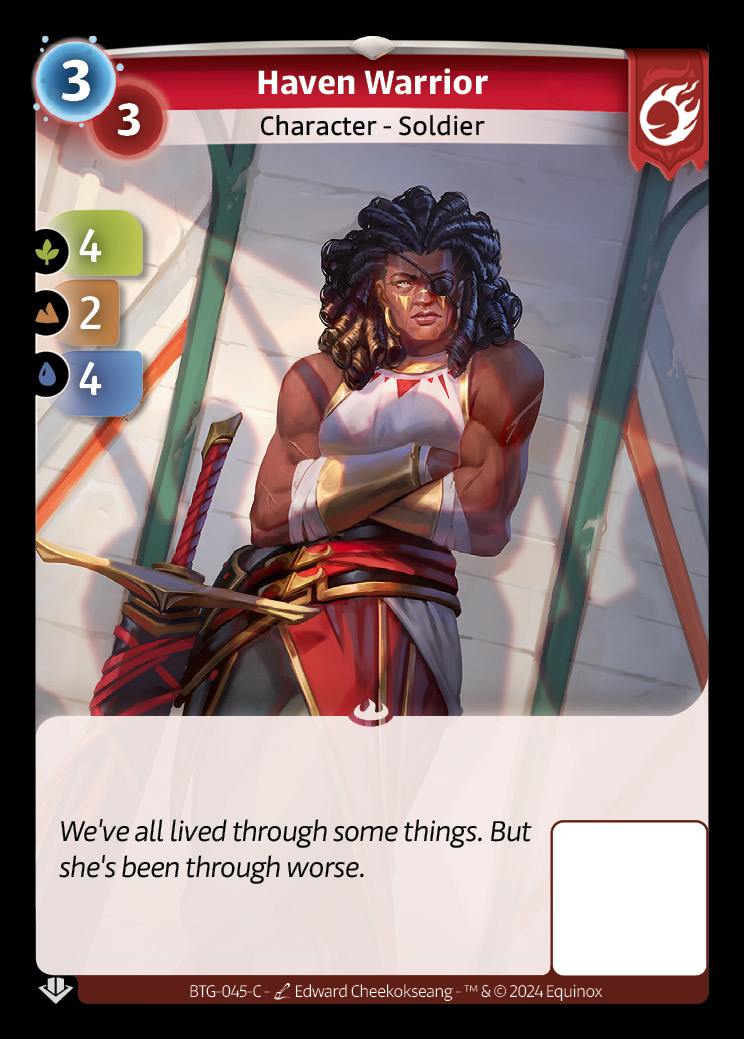 3
Haven Warrior
3
Character - Soldier
4
2
4
We've all lived through some things. But
she's been through worse.
BTG-045-C - Edward Cheekokseang - ™ & © 2024 Equinox